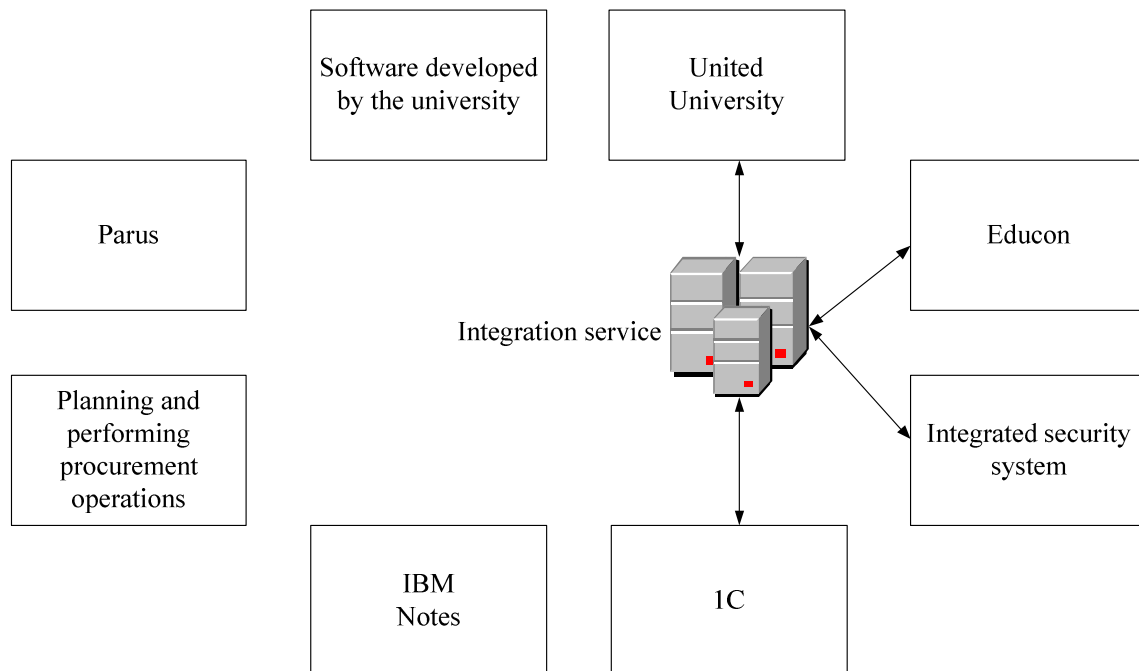 Software developed
by the university
United
University
Parus
Educon
Integration service
Planning and
performing
procurement
operations
Integrated security
system
IBM
Notes
1C